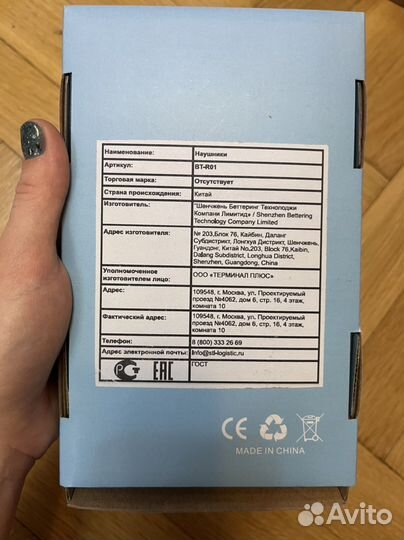 Наименование: Наушники
Артикул: BT-R01
Торговая марка: Отсутствует
Страна происхождения: Китай
Изготовитель: "Шенчжень Беттеринг Текнолоджи
Компани Лимитид» / Shenzhen Bettering
Technology Company Limited
Адрес изготовителя: № 203,Блок 76, Кайбин, Даланг
Субдистрикт, Лонгхуа Дистрикт, Шенчжень,
Гуандонг, Китай No.203, Block 76,Kaibin,
Dalang Subdistrict, Longhua District,
Shenzhen, Guangdong, China
Уполномоченное
изготовителем лицо: ООО «ТЕРМИНАЛ ПЛЮС»
Адрес: 109548, г. Москва, ул. Проектируемый
проезд №4062, дом 6, стр. 16, 4 этаж,
комната 10
Фактический адрес: 109548, г. Москва, ул. Проектируемый
проезд №4062, дом 6, стр. 16, 4 этаж,
комната 10
Телефон: 8 (800) 333 26 69
Адрес электронной почты: Info@stl-logistic.ru
EAC ГОСТ
CE
MADE IN CHINA
Avito